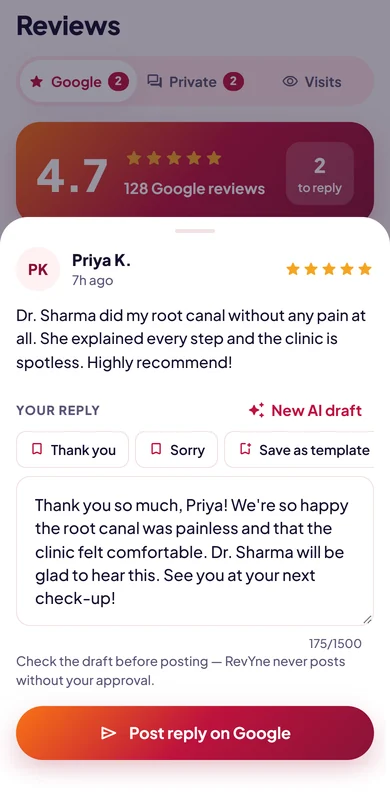 Reviews
Google 2 Private 2 Visits
4.7
128 Google reviews
2
to reply
PK
Priya K.
7h ago
Dr. Sharma did my root canal without any pain at
all. She explained every step and the clinic is
spotless. Highly recommend!
YOUR REPLY
New AI draft
Thank you
Sorry
Save as template
Thank you so much, Priya! We're so happy
the root canal was painless and that the
clinic felt comfortable. Dr. Sharma will be
glad to hear this. See you at your next
check-up!
175/1500
Check the draft before posting — RevYne never posts
without your approval.
Post reply on Google